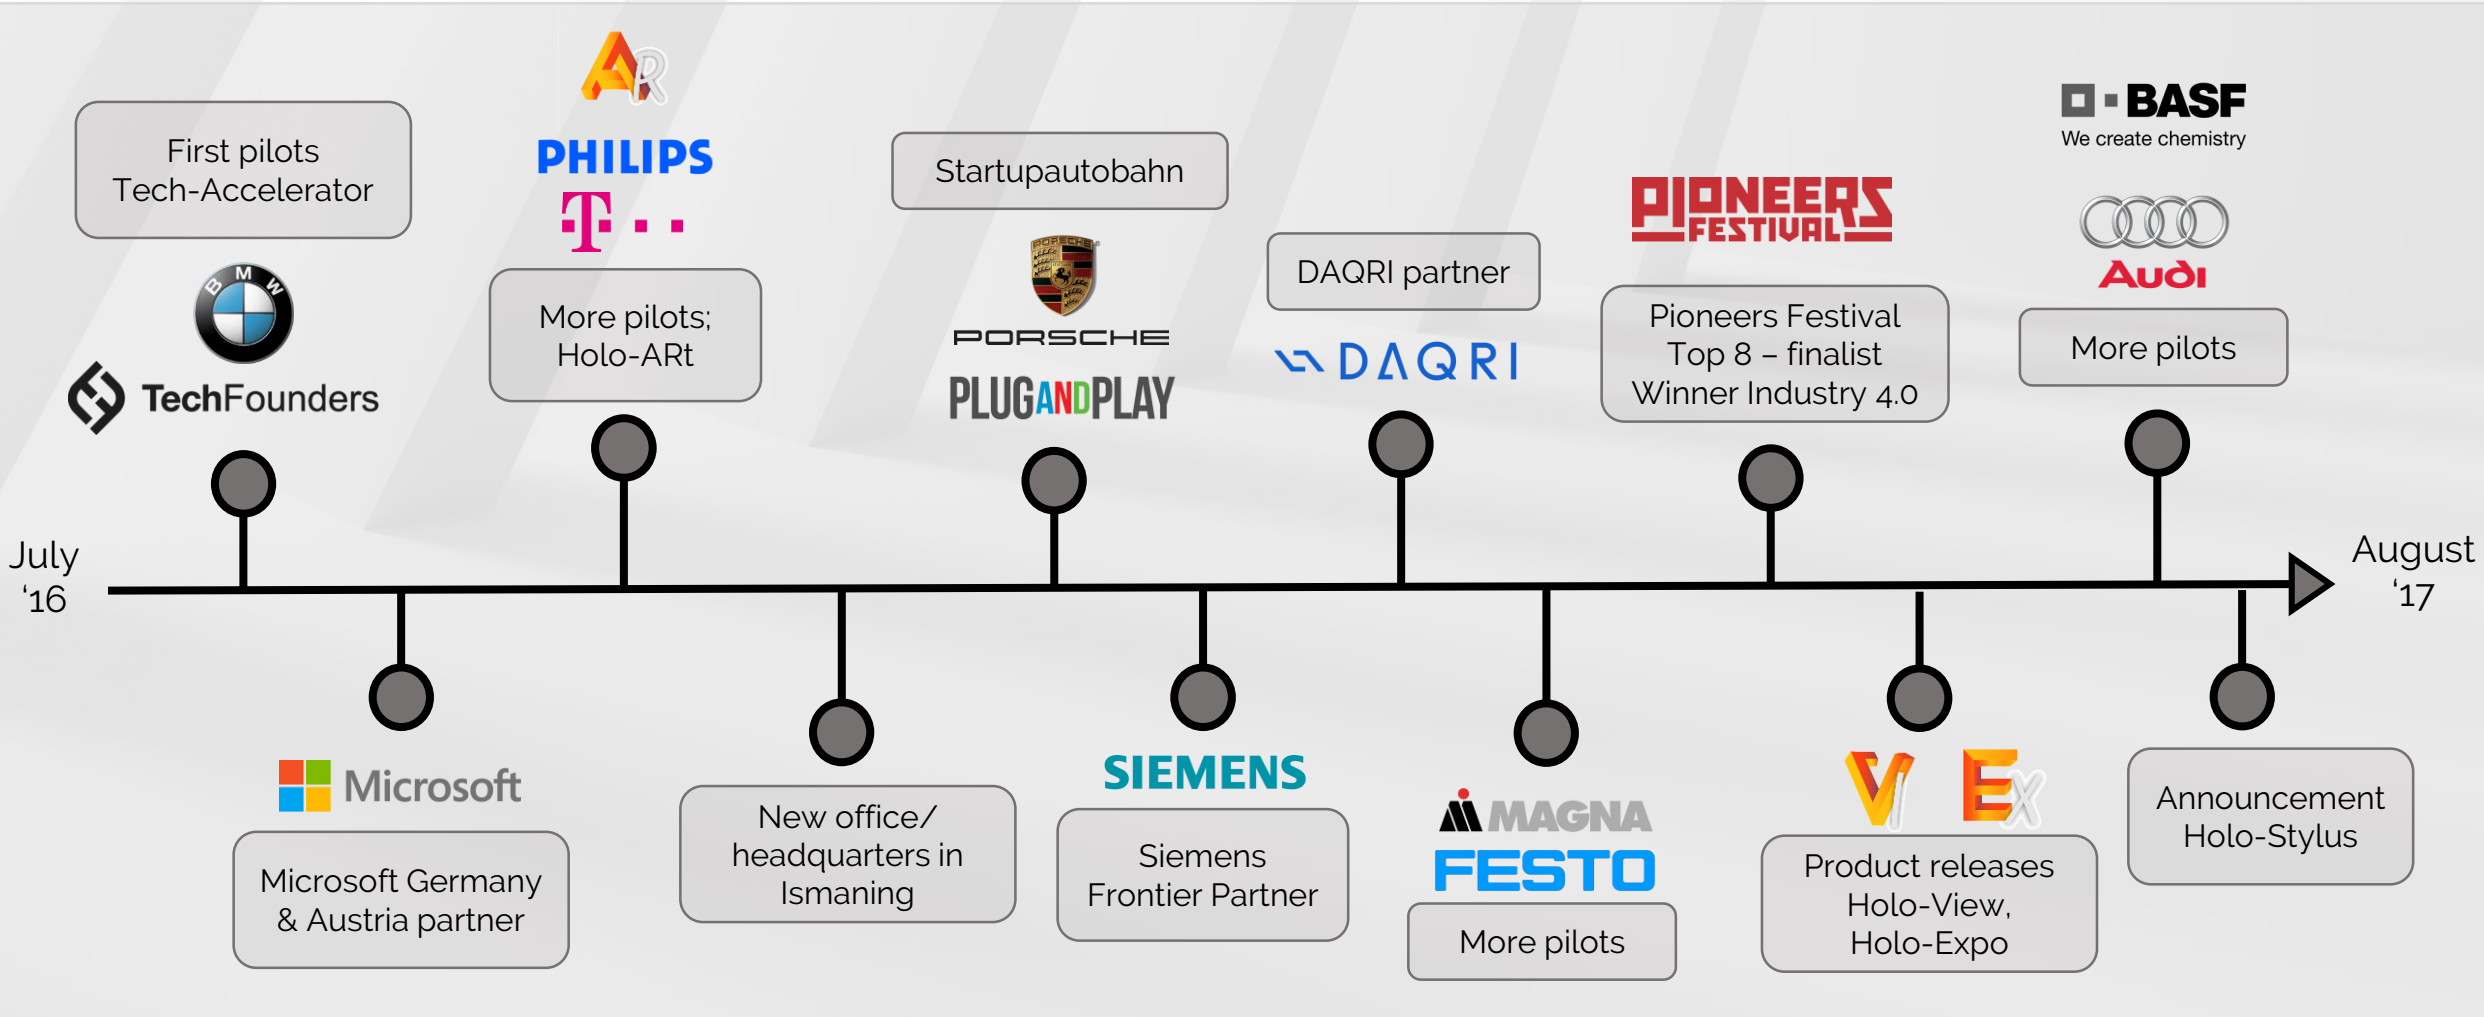 July
‘16
First pilots
Tech-Accelerator
BMW
TechFounders
Microsoft
Microsoft Germany
& Austria partner
AR
PHILIPS
T
More pilots;
Holo-ARt
New office/
headquarters in
Ismaning
Startupautobahn
PORSCHE
PORSCHE
PLUGANDPLAY
SIEMENS
Siemens
Frontier Partner
DAQRI partner
DAQRI
MAGNA
FESTO
More pilots
PIONEERS
FESTIVAL
Pioneers Festival
Top 8 – finalist
Winner Industry 4.0
VI
EX
Product releases
Holo-View,
Holo-Expo
BASF
We create chemistry
Audi
More pilots
Announcement
Holo-Stylus
August
‘17